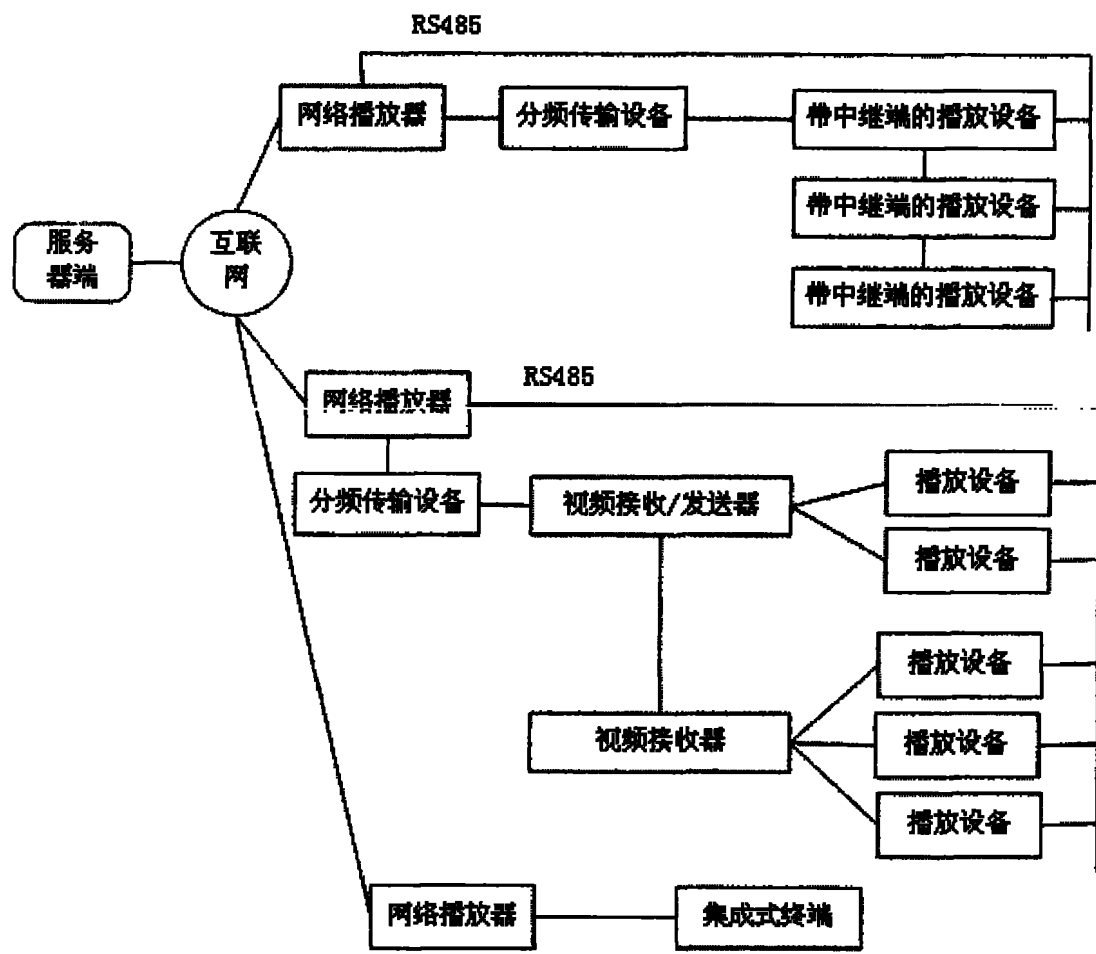 RS485
网络播放器
分频传输设备
带中继端的播放设备
带中继端的播放设备
服务
器端
互联
网
带中继端的播放设备
网络播放器
RS485
分频传输设备
视频接收/发送器
播放设备
播放设备
播放设备
视频接收器
播放设备
播放设备
网络播放器
集成式终端